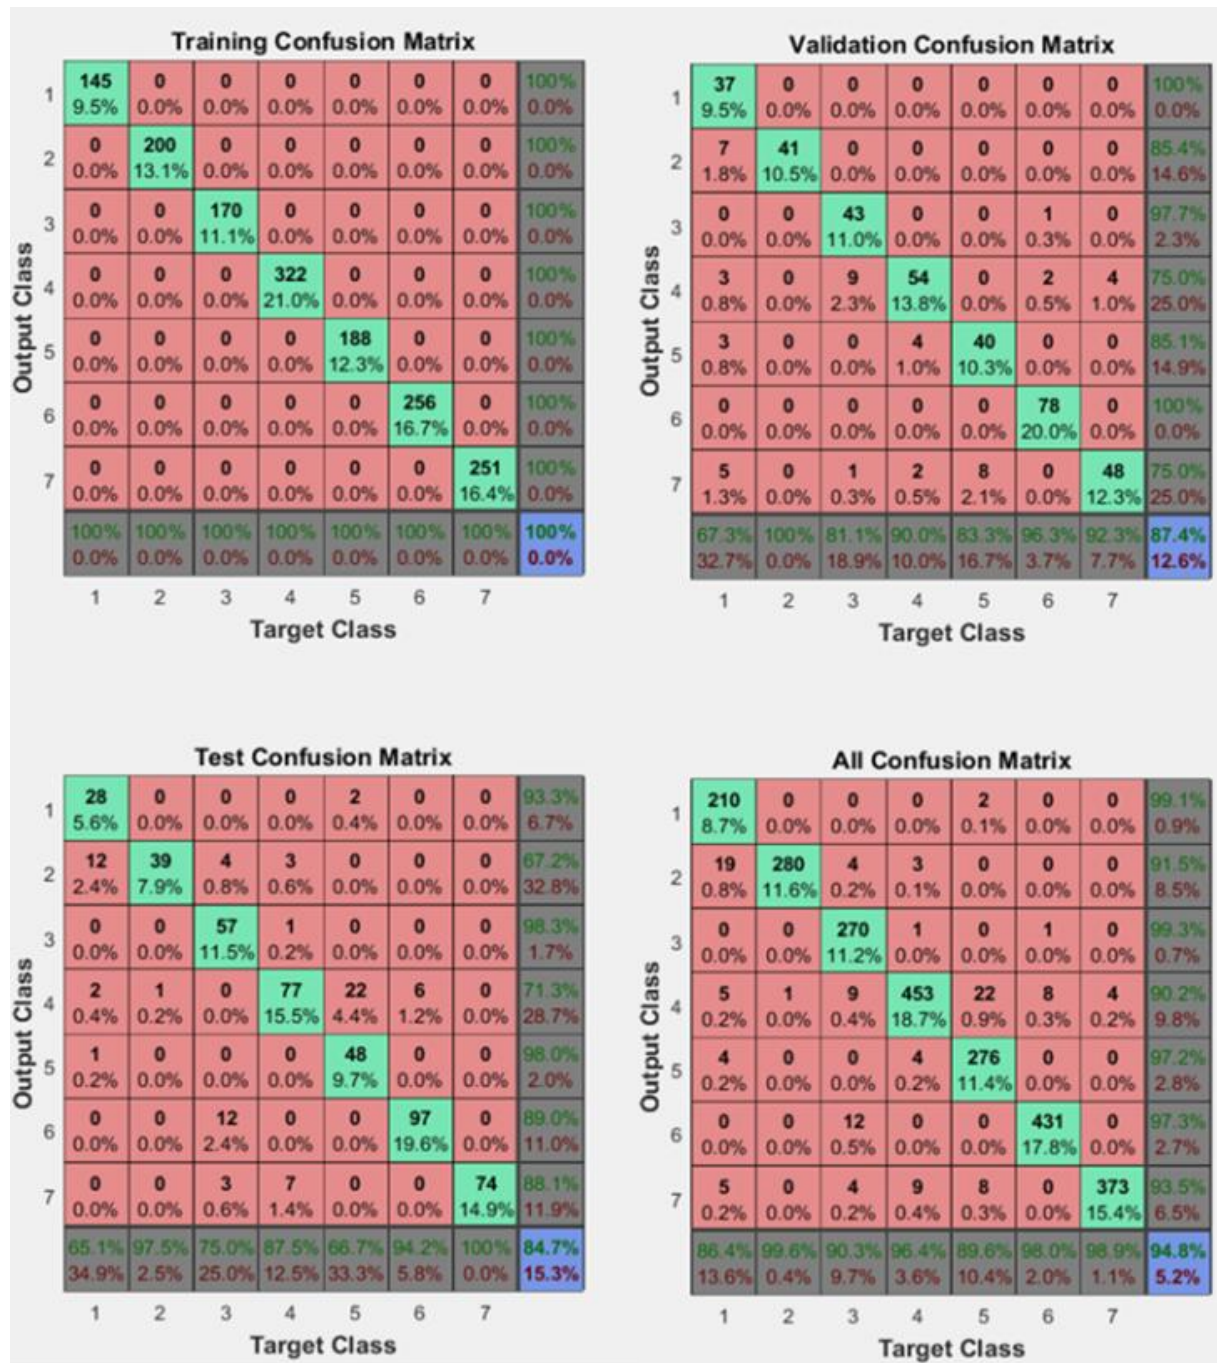 Training Confusion Matrix
1 145 0 0 0 0 0 0 100%
9.5% 0.0% 0.0% 0.0% 0.0% 0.0% 0.0% 0.0%
2 0 200 0 0 0 0 0 100%
0.0% 13.1% 0.0% 0.0% 0.0% 0.0% 0.0% 0.0%
3 0 0 170 0 0 0 0 100%
0.0% 0.0% 11.1% 0.0% 0.0% 0.0% 0.0% 0.0%
4 0 0 0 322 0 0 0 100%
0.0% 0.0% 0.0% 21.0% 0.0% 0.0% 0.0% 0.0%
5 0 0 0 0 188 0 0 100%
0.0% 0.0% 0.0% 0.0% 12.3% 0.0% 0.0% 0.0%
6 0 0 0 0 0 256 0 100%
0.0% 0.0% 0.0% 0.0% 0.0% 16.7% 0.0% 0.0%
7 0 0 0 0 0 0 251 100%
0.0% 0.0% 0.0% 0.0% 0.0% 0.0% 16.4% 0.0%
100% 100% 100% 100% 100% 100% 100% 100%
0.0% 0.0% 0.0% 0.0% 0.0% 0.0% 0.0% 0.0%
1 2 3 4 5 6 7
Target Class
Output Class
Validation Confusion Matrix
1 37 0 0 0 0 0 0 100%
9.5% 0.0% 0.0% 0.0% 0.0% 0.0% 0.0% 0.0%
2 7 41 0 0 0 0 0 85.4%
1.8% 10.5% 0.0% 0.0% 0.0% 0.0% 0.0% 14.6%
3 0 0 43 0 0 1 0 97.7%
0.0% 0.0% 11.0% 0.0% 0.0% 0.3% 0.0% 2.3%
4 3 0 9 54 0 2 4 75.0%
0.8% 0.0% 2.3% 13.8% 0.0% 0.5% 1.0% 25.0%
5 3 0 0 4 40 0 0 85.1%
0.8% 0.0% 0.0% 1.0% 10.3% 0.0% 0.0% 14.9%
6 0 0 0 0 0 78 0 100%
0.0% 0.0% 0.0% 0.0% 0.0% 20.0% 0.0% 0.0%
7 5 0 1 2 8 0 48 75.0%
1.3% 0.0% 0.3% 0.5% 2.1% 0.0% 12.3% 25.0%
67.3% 100% 81.1% 90.0% 83.3% 96.3% 92.3% 87.4%
32.7% 0.0% 18.9% 10.0% 16.7% 3.7% 7.7% 12.6%
1 2 3 4 5 6 7
Target Class
Output Class
Test Confusion Matrix
1 28 0 0 0 2 0 0 93.3%
5.6% 0.0% 0.0% 0.0% 0.4% 0.0% 0.0% 6.7%
2 12 39 4 3 0 0 0 67.2%
2.4% 7.9% 0.8% 0.6% 0.0% 0.0% 0.0% 32.8%
3 0 0 57 1 0 0 0 98.3%
0.0% 0.0% 11.5% 0.2% 0.0% 0.0% 0.0% 1.7%
4 2 1 0 77 22 6 0 71.3%
0.4% 0.2% 0.0% 15.5% 4.4% 1.2% 0.0% 28.7%
5 1 0 0 0 48 0 0 98.0%
0.2% 0.0% 0.0% 0.0% 9.7% 0.0% 0.0% 2.0%
6 0 0 12 0 0 97 0 89.0%
0.0% 0.0% 2.4% 0.0% 0.0% 19.6% 0.0% 11.0%
7 0 0 3 7 0 0 74 88.1%
0.0% 0.0% 0.6% 1.4% 0.0% 0.0% 14.9% 11.9%
65.1% 97.5% 75.0% 87.5% 66.7% 94.2% 100% 84.7%
34.9% 2.5% 25.0% 12.5% 33.3% 5.8% 0.0% 15.3%
1 2 3 4 5 6 7
Target Class
Output Class
All Confusion Matrix
1 210 0 0 0 2 0 0 99.1%
8.7% 0.0% 0.0% 0.0% 0.1% 0.0% 0.0% 0.9%
2 19 280 4 3 0 0 0 91.5%
0.8% 11.6% 0.2% 0.1% 0.0% 0.0% 0.0% 8.5%
3 0 0 270 1 0 1 0 99.3%
0.0% 0.0% 11.2% 0.0% 0.0% 0.0% 0.0% 0.7%
4 5 1 9 453 22 8 4 90.2%
0.2% 0.0% 0.4% 18.7% 0.9% 0.3% 0.2% 9.8%
5 4 0 0 4 276 0 0 97.2%
0.2% 0.0% 0.0% 0.2% 11.4% 0.0% 0.0% 2.8%
6 0 0 12 0 0 431 0 97.3%
0.0% 0.0% 0.5% 0.0% 0.0% 17.8% 0.0% 2.7%
7 5 0 4 9 8 0 373 93.5%
0.2% 0.0% 0.2% 0.4% 0.3% 0.0% 15.4% 6.5%
86.4% 99.6% 90.3% 96.4% 89.6% 98.0% 98.9% 94.8%
13.6% 0.4% 9.7% 3.6% 10.4% 2.0% 1.1% 5.2%
1 2 3 4 5 6 7
Target Class
Output Class